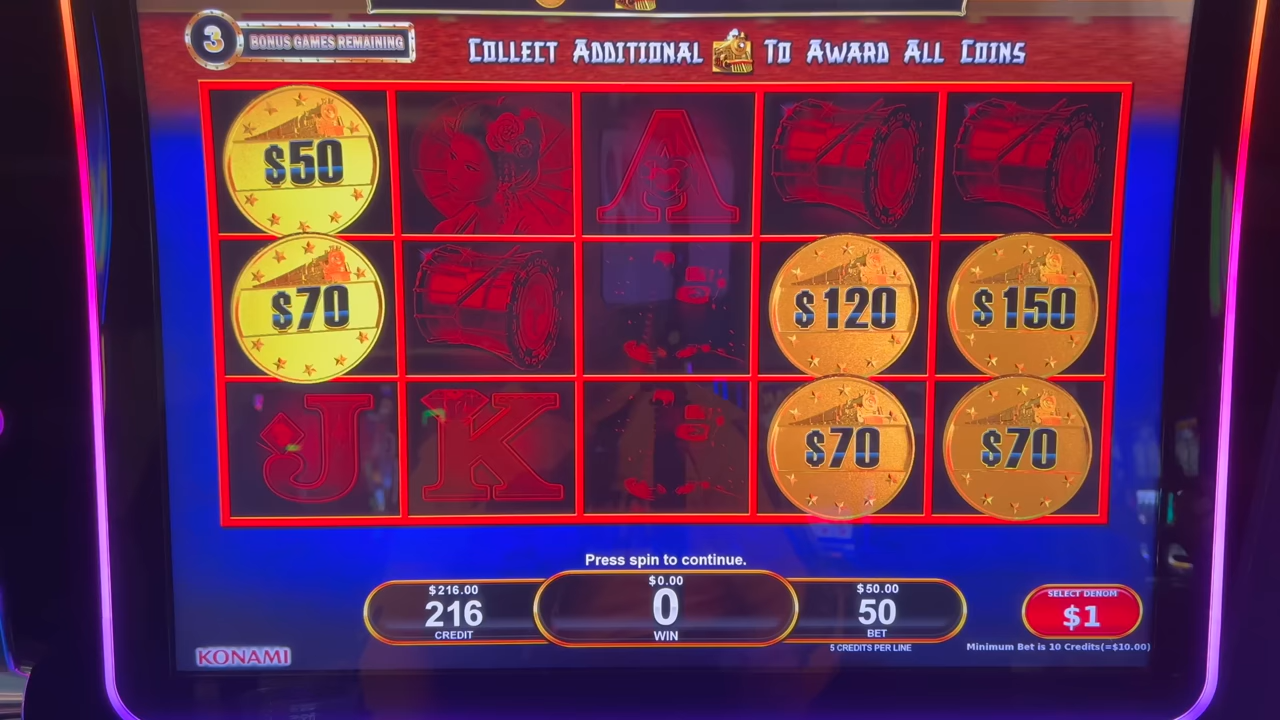 3 BONUS GAMES REMAINING
COLLECT ADDITIONAL TO AWARD ALL COINS
$50
A
$70
$120
$150
J
K
$70
$70
Press spin to continue.
$216.00
216
CREDIT
$0.00
0
WIN
$50.00
50
BET
5 CREDITS PER LINE
SELECT DENOM
$1
Minimum Bet is 10 Credits(=$10.00)
KONAMI